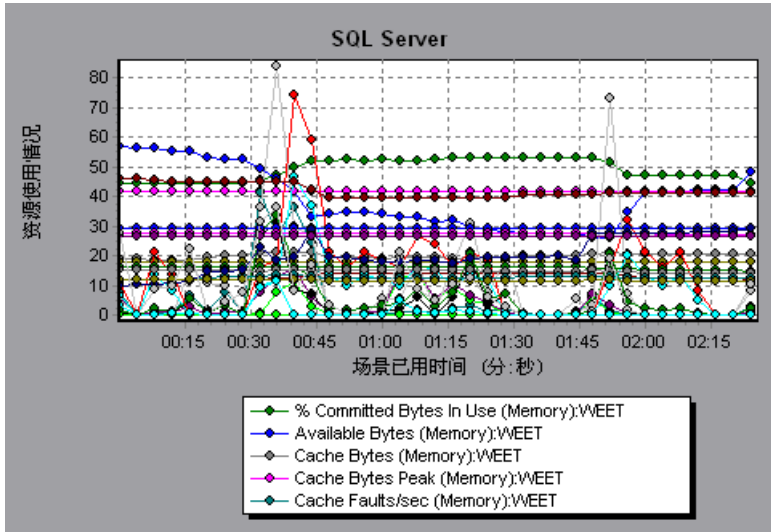 SQL Server
资源使用情况
80
70
60
50
40
30
20
10
0
00:15 00:30 00:45 01:00 01:15 01:30 01:45 02:00 02:15
场景已用时间 (分:秒)
% Committed Bytes In Use (Memory):WEET
Available Bytes (Memory):WEET
Cache Bytes (Memory):WEET
Cache Bytes Peak (Memory):WEET
Cache Faults/sec (Memory):WEET